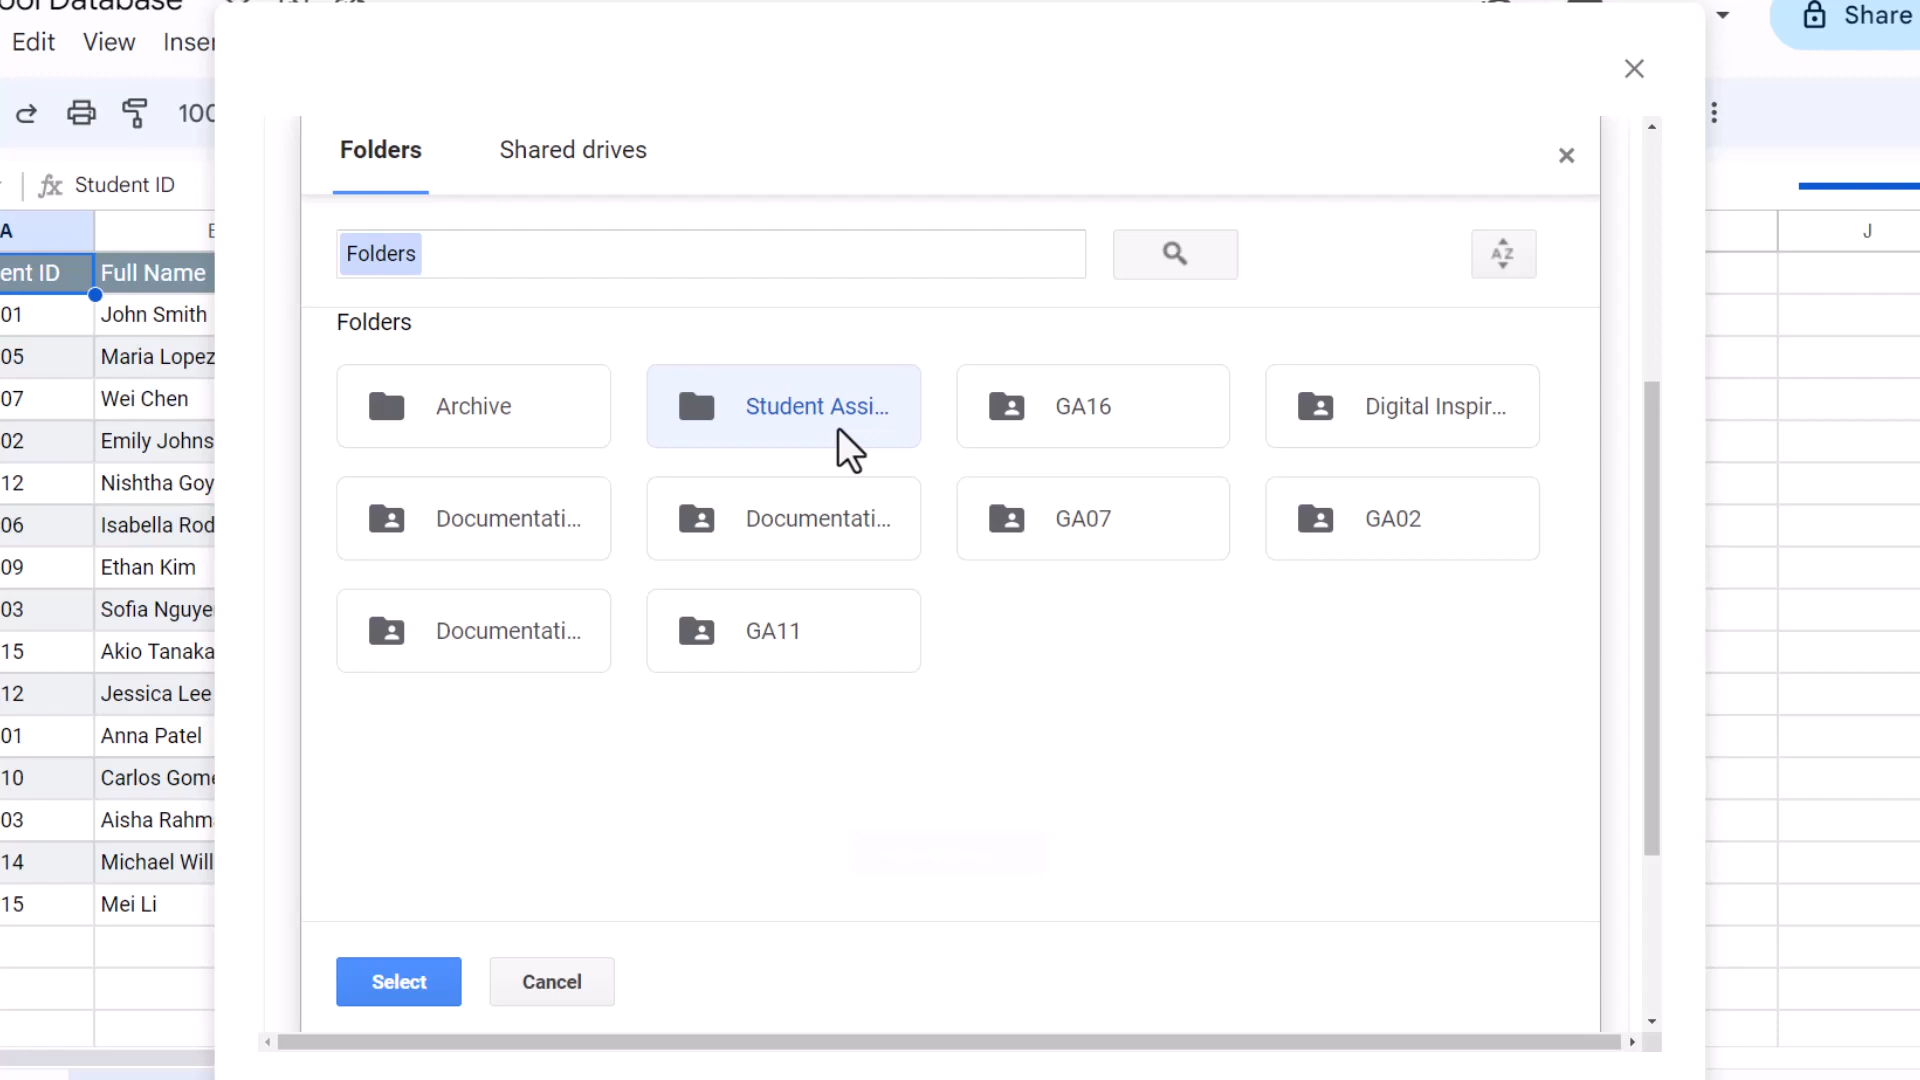 ool Database
Edit View Inser
Share
100
Student ID
A
J
ent ID Full Name
01 John Smith
05 Maria Lopez
07 Wei Chen
02 Emily Johns
12 Nishtha Goy
06 Isabella Rod
09 Ethan Kim
03 Sofia Nguye
15 Akio Tanaka
12 Jessica Lee
01 Anna Patel
10 Carlos Gome
03 Aisha Rahm
14 Michael Will
15 Mei Li
Folders Shared drives
Folders
AZ
Folders
Archive
Student Assi...
GA16
Digital Inspir...
Documentati...
Documentati...
GA07
GA02
Documentati...
GA11
Select Cancel